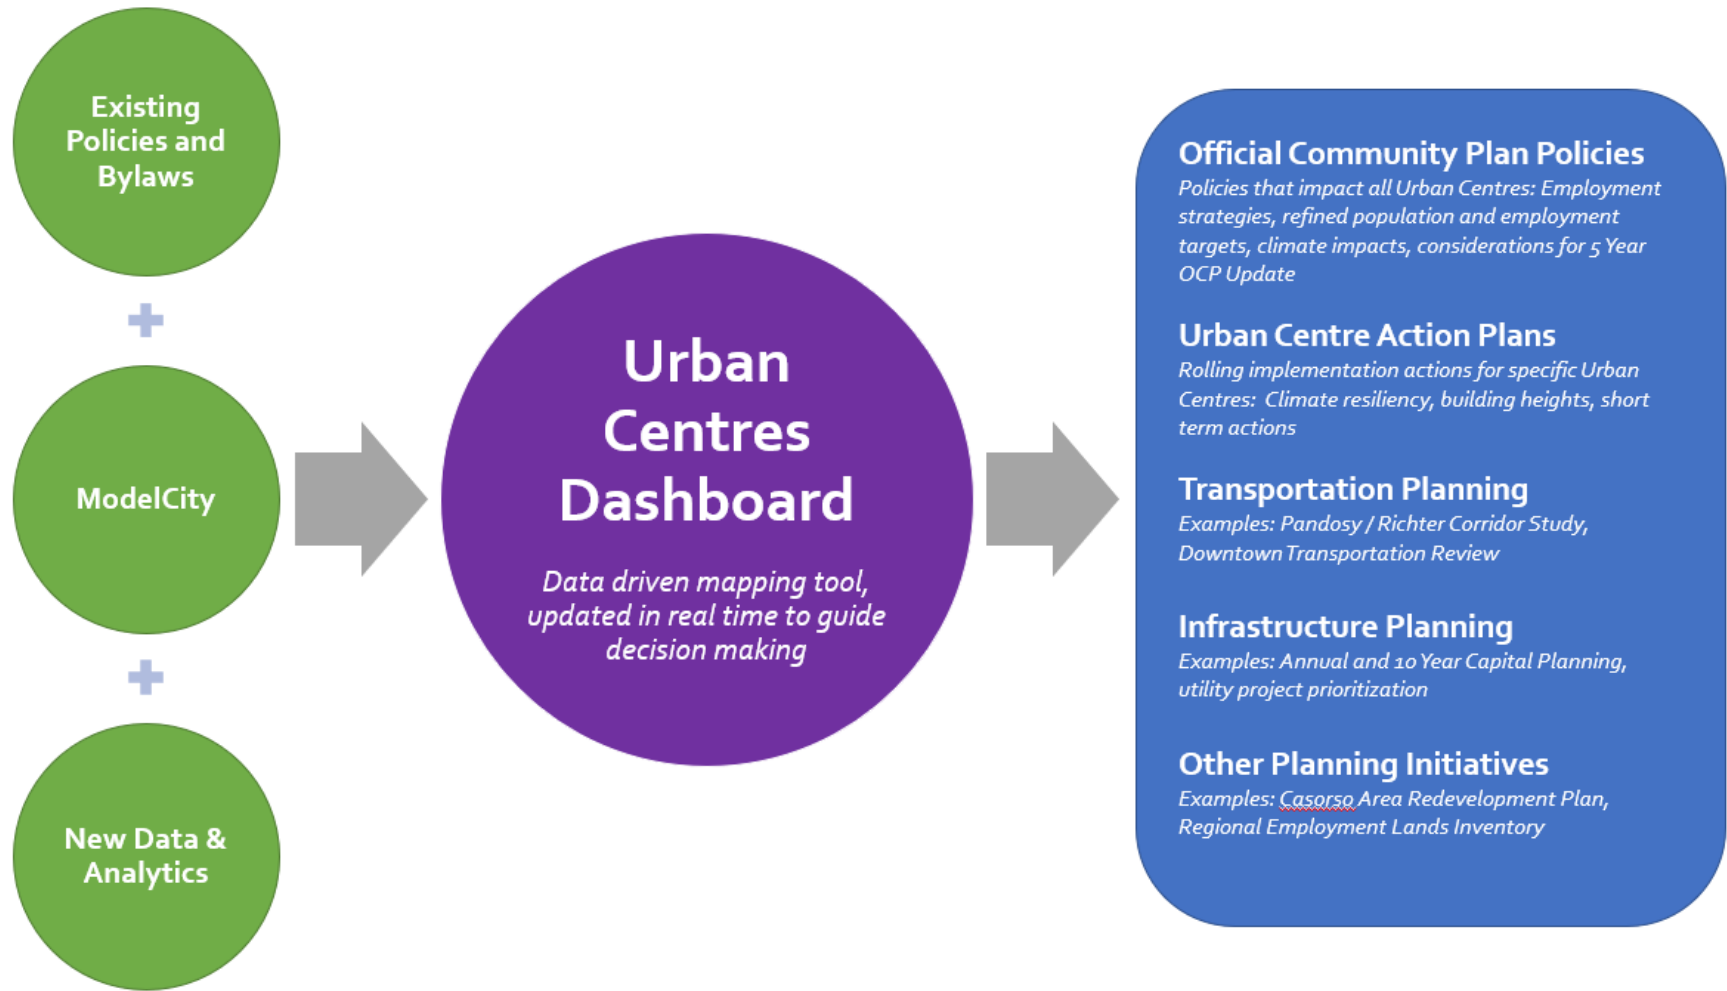 Existing
Policies and
Bylaws
ModelCity
New Data &
Analytics
Urban
Centres
Dashboard
Data driven mapping tool,
updated in real time to guide
decision making
Official Community Plan Policies
Policies that impact all Urban Centres: Employment
strategies, refined population and employment
targets, climate impacts, considerations for 5 Year
OCP Update
Urban Centre Action Plans
Rolling implementation actions for specific Urban
Centres:  Climate resiliency, building heights, short
term actions
Transportation Planning
Examples: Pandosy / Richter Corridor Study,
Downtown Transportation Review
Infrastructure Planning
Examples: Annual and 10 Year Capital Planning,
utility project prioritization
Other Planning Initiatives
Examples: Casorso Area Redevelopment Plan,
Regional Employment Lands Inventory